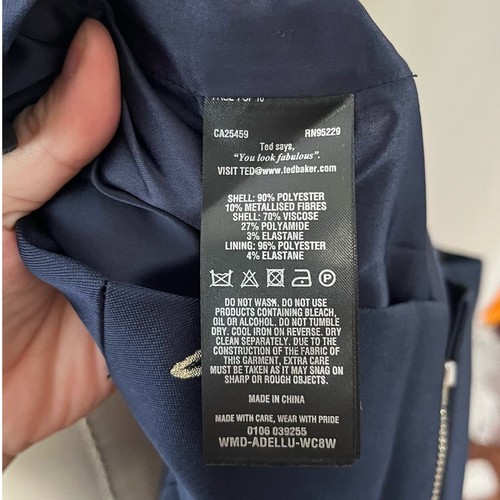 PAGE 1 OF 10
CA25459 RN95229
Ted says,
"You look fabulous".
VISIT TED@www.tedbaker.com
SHELL: 90% POLYESTER
10% METALLISED FIBRES
SHELL: 70% VISCOSE
27% POLYAMIDE
3% ELASTANE
LINING: 96% POLYESTER
4% ELASTANE
P
DO NOT WASH. DO NOT USE
PRODUCTS CONTAINING BLEACH,
OIL OR ALCOHOL. DO NOT TUMBLE
DRY. COOL IRON ON REVERSE. DRY
CLEAN SEPARATELY. DUE TO THE
CONSTRUCTION OF THE FABRIC OF
THIS GARMENT, EXTRA CARE
MUST BE TAKEN AS IT MAY SNAG ON
SHARP OR ROUGH OBJECTS.
MADE IN CHINA
MADE WITH CARE, WEAR WITH PRIDE
0106 039255
WMD-ADELLU-WC8W